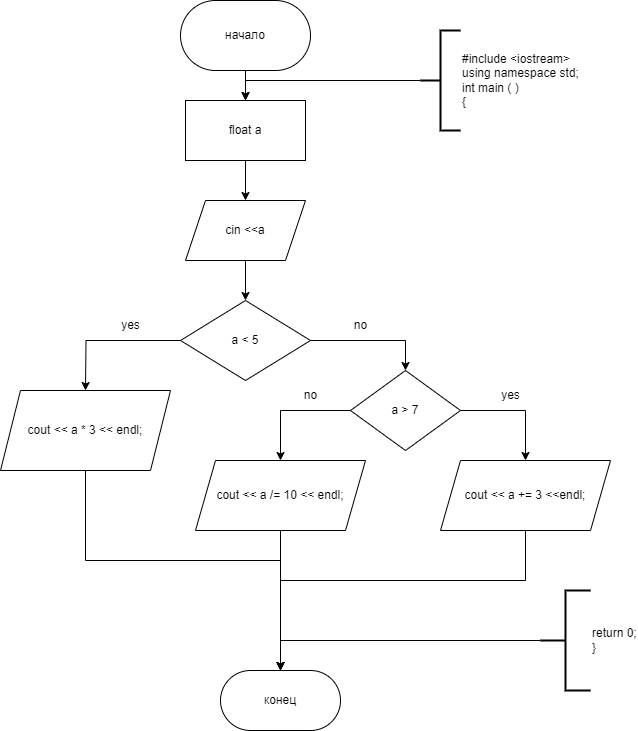 начало
#include <iostream>
using namespace std;
int main ( )
{
float a
cin <<a
a < 5
yes
no
a > 7
no
yes
cout << a * 3 << endl;
cout << a /= 10 << endl;
cout << a += 3 <<endl;
return 0;
}
конец